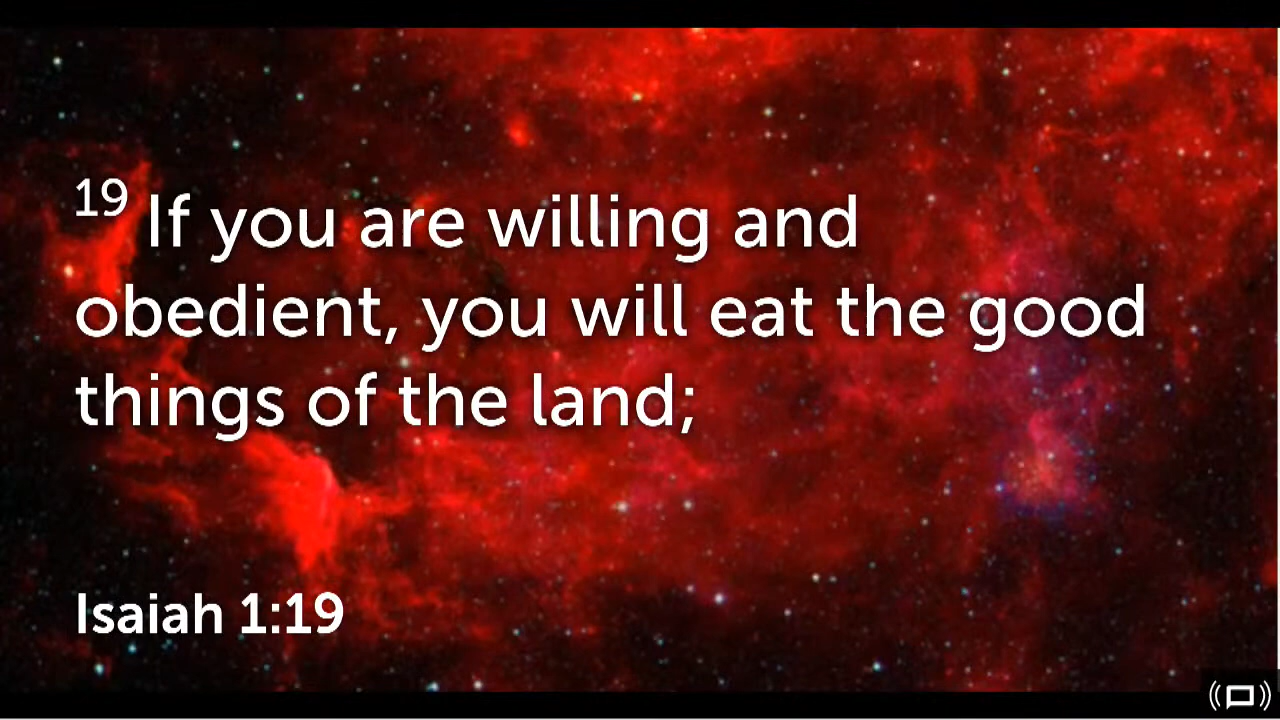 19 If you are willing and
obedient, you will eat the good
things of the land;
Isaiah 1:19